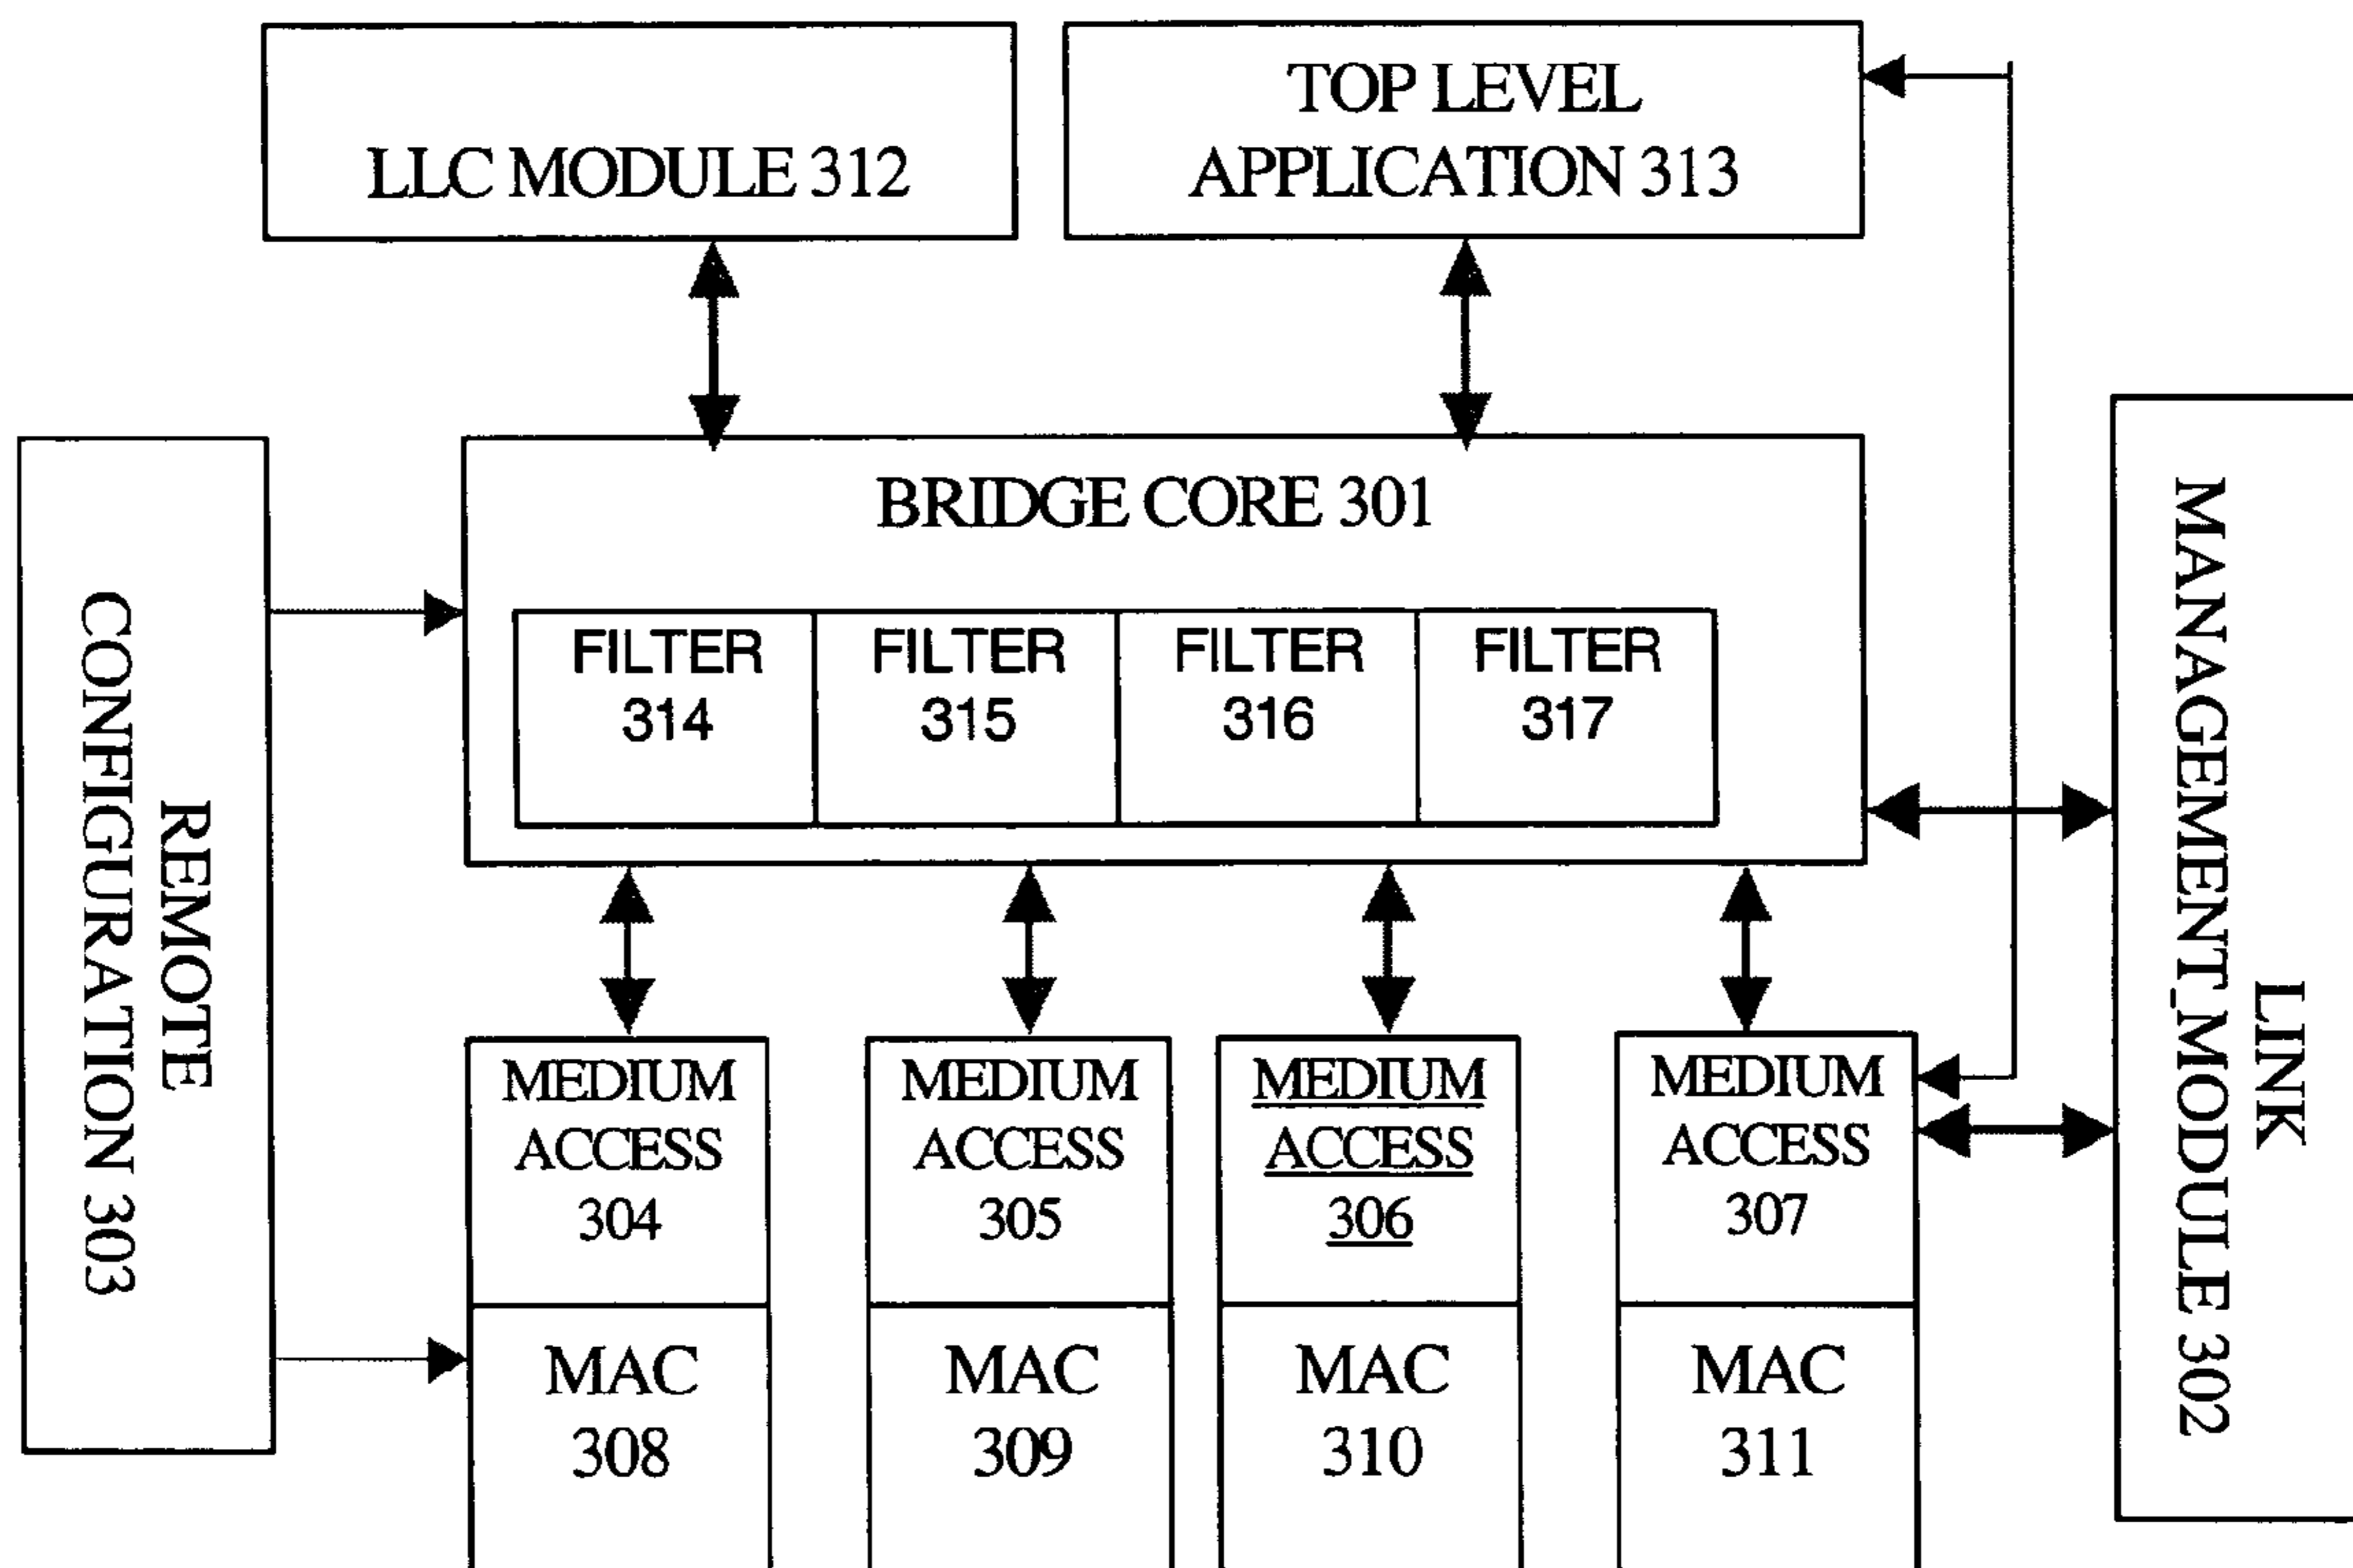 LLC MODULE 312
TOP LEVEL
APPLICATION 313
BRIDGE CORE 301
FILTER
314
FILTER
315
FILTER
316
FILTER
317
REMOTE
CONFIGURATION 303
LINK
MANAGEMENT_MODULE 302
MEDIUM
ACCESS
304
MEDIUM
ACCESS
305
MEDIUM
ACCESS
306
MEDIUM
ACCESS
307
MAC
308
MAC
309
MAC
310
MAC
311